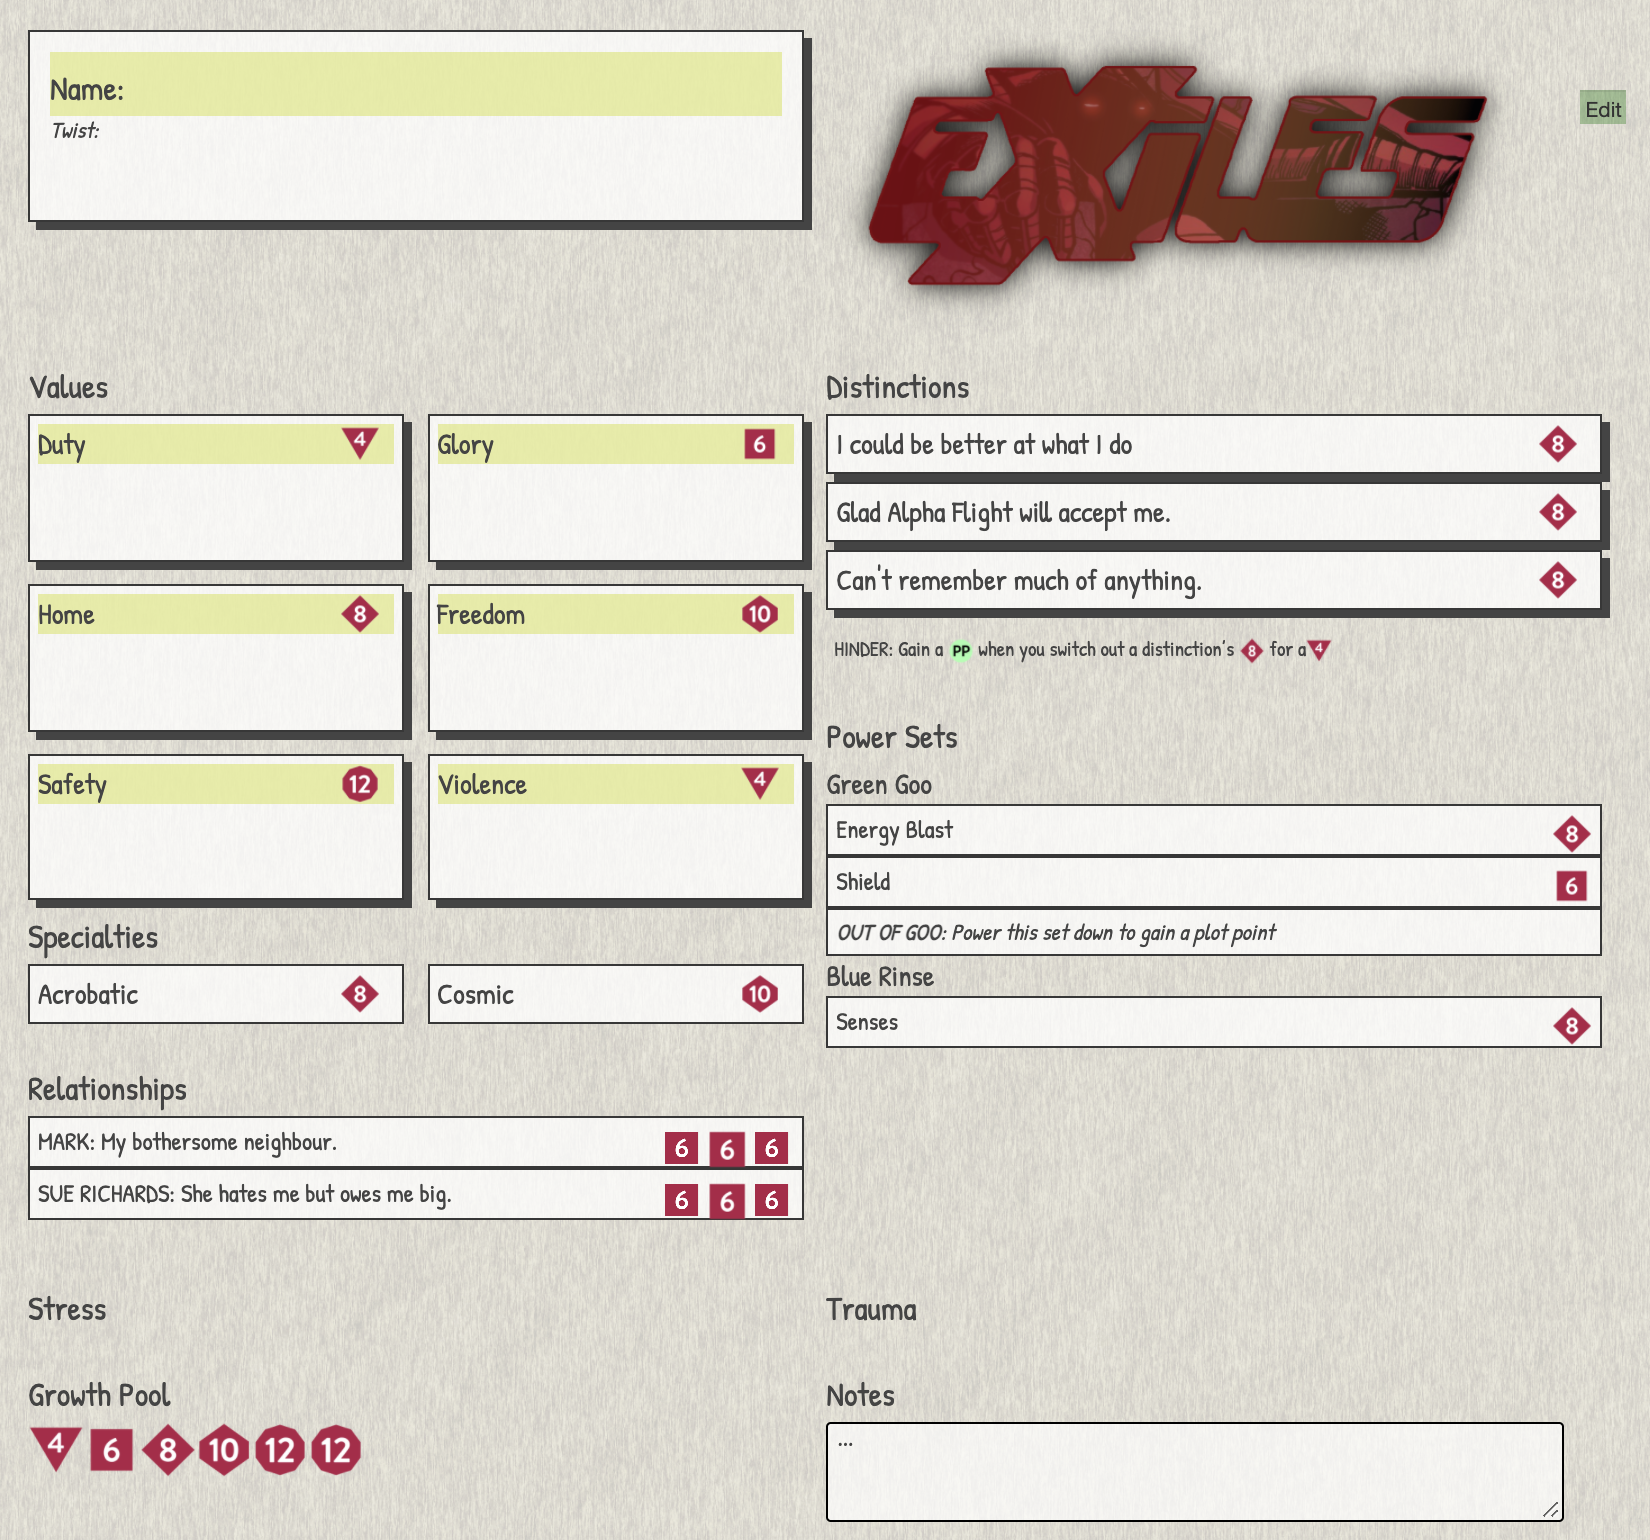 Name:
Twist:
EXILES
Edit
Values
Duty 4
Glory 6
Home 8
Freedom 10
Safety 12
Violence 4
Specialties
Acrobatic 8
Cosmic 10
Relationships
MARK: My bothersome neighbour. 6 6 6
SUE RICHARDS: She hates me but owes me big. 6 6 6
Distinctions
I could be better at what I do 8
Glad Alpha Flight will accept me. 8
Can't remember much of anything. 8
HINDER: Gain a PP when you switch out a distinction's 8 for a 4
Power Sets
Green Goo
Energy Blast 8
Shield 6
OUT OF GOO: Power this set down to gain a plot point
Blue Rinse
Senses 8
Stress
Trauma
Growth Pool
4 6 8 10 12 12
Notes
...